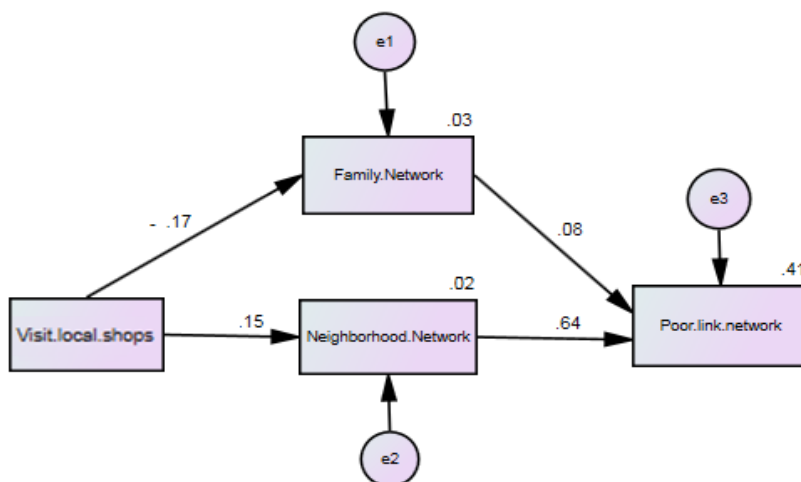 e1
.03
Family.Network
- .17
.08
e3
.02
.41
Visit.local.shops
.15
Neighborhood.Network
.64
Poor.link.network
e2